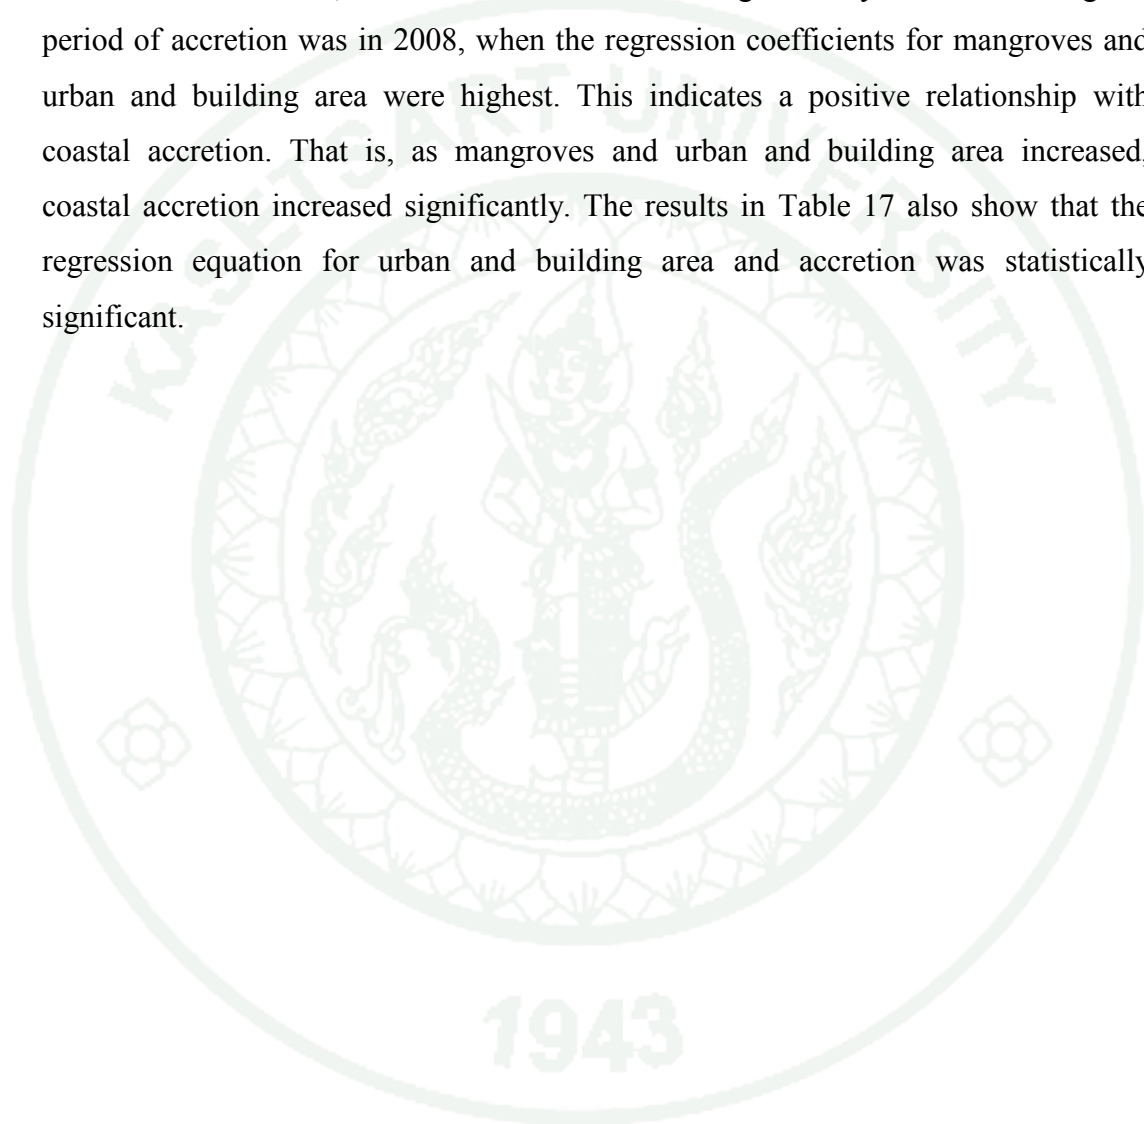 period of accretion was in 2008, when the regression coefficients for mangroves and
urban and building area were highest. This indicates a positive relationship with
coastal accretion. That is, as mangroves and urban and building area increased,
coastal accretion increased significantly. The results in Table 17 also show that the
regression equation for urban and building area and accretion was statistically
significant.
KASETSART UNIVERSITY
1943